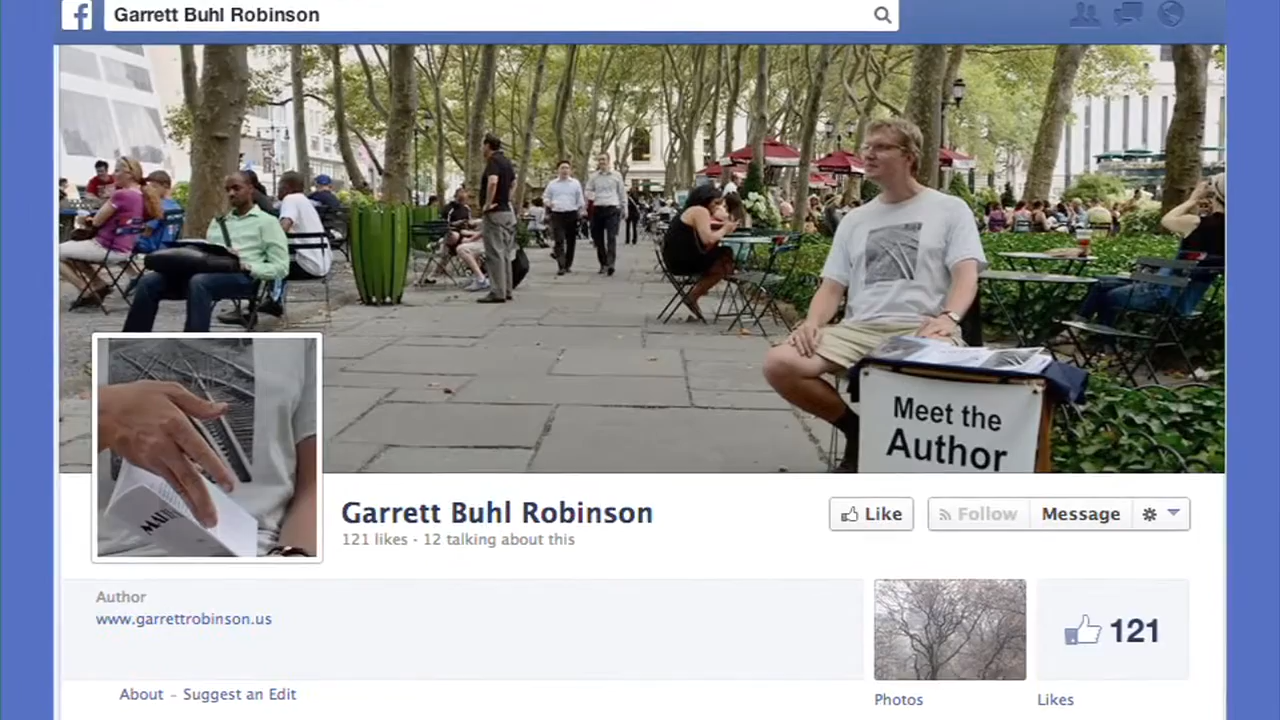 Garrett Buhl Robinson
Meet the
Author
Garrett Buhl Robinson
121 likes · 12 talking about this
Like
Follow
Message
Author
www.garrettrobinson.us
121
About – Suggest an Edit
Photos
Likes